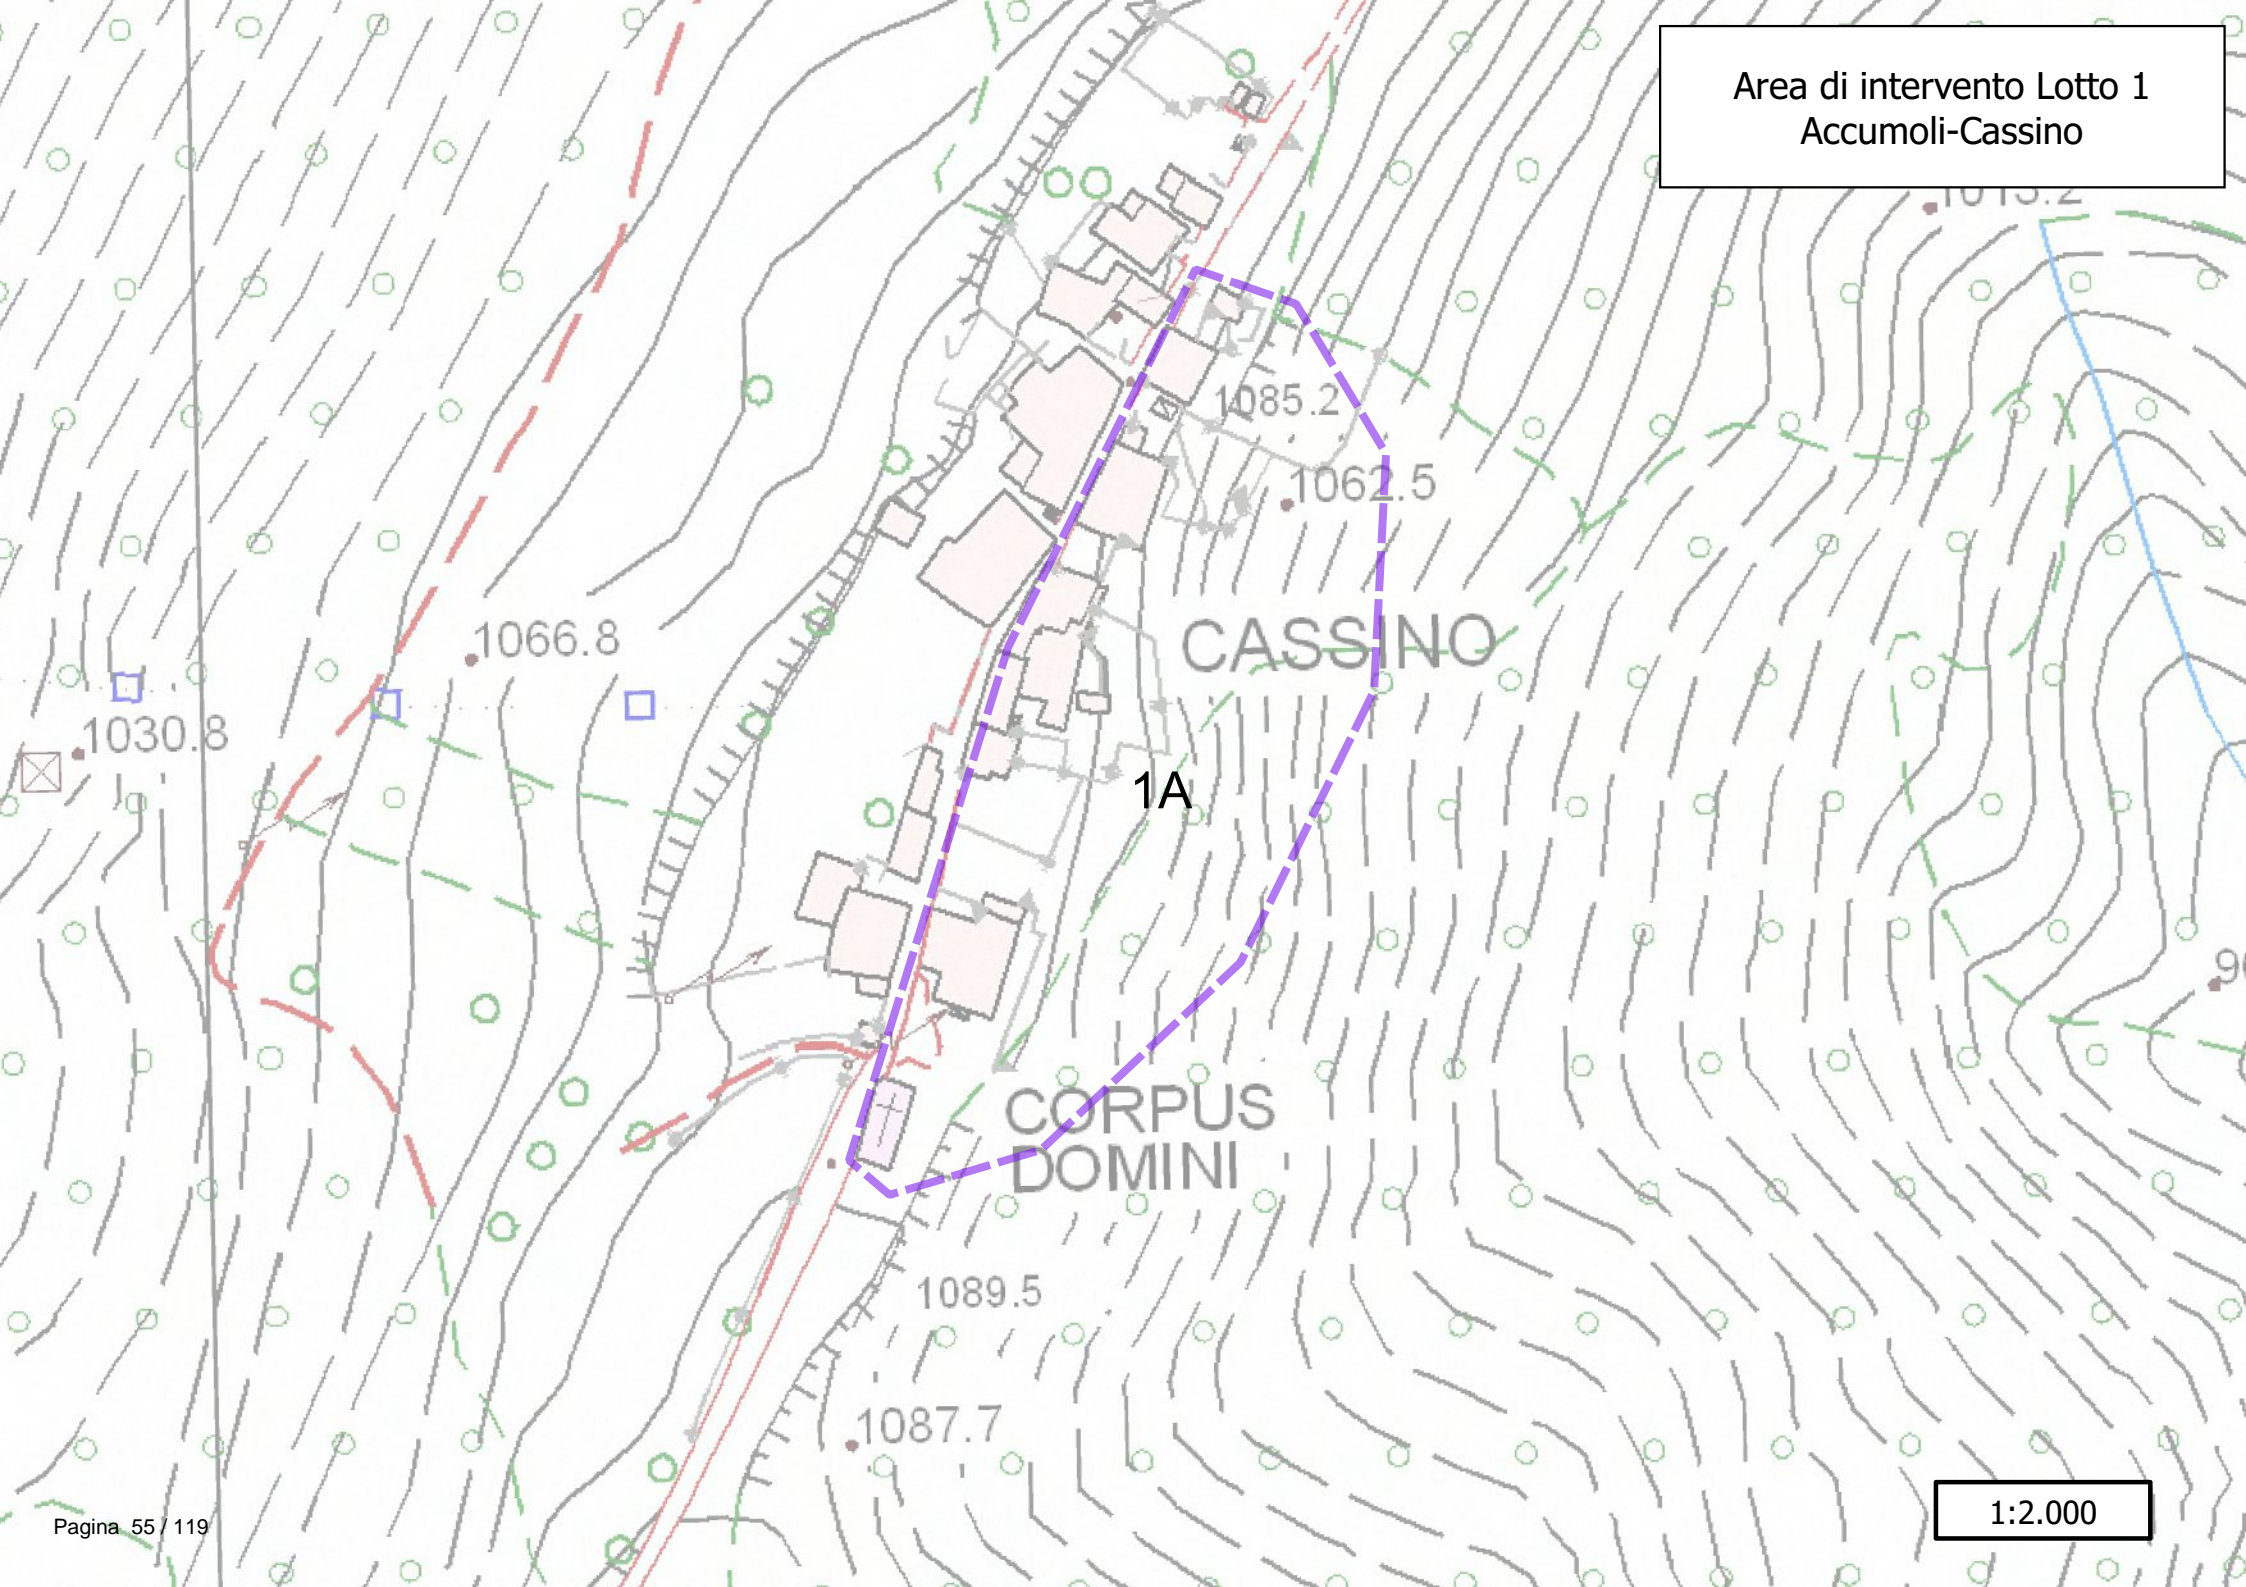 Area di intervento Lotto 1
Accumoli-Cassino
1085.2
1062.5
CASSINO
1066.8
1030.8
1A
CORPUS
DOMINI
1089.5
1087.7
1:2.000
Pagina 55 / 119